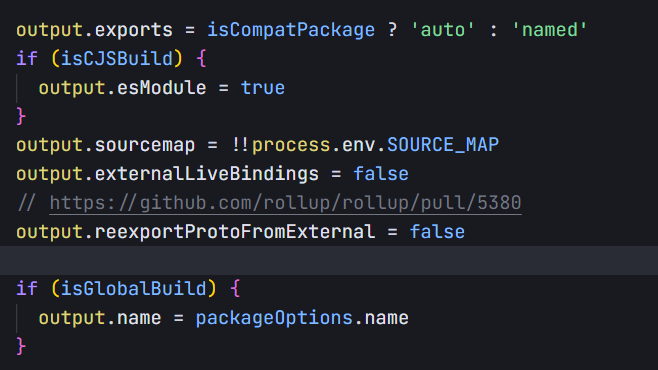 output.exports = isCompatPackage ? 'auto' : 'named'
if (isCJSBuild) {
  output.esModule = true
}
output.sourcemap = !!process.env.SOURCE_MAP
output.externalLiveBindings = false
// https://github.com/rollup/rollup/pull/5380
output.reexportProtoFromExternal = false

if (isGlobalBuild) {
  output.name = packageOptions.name
}